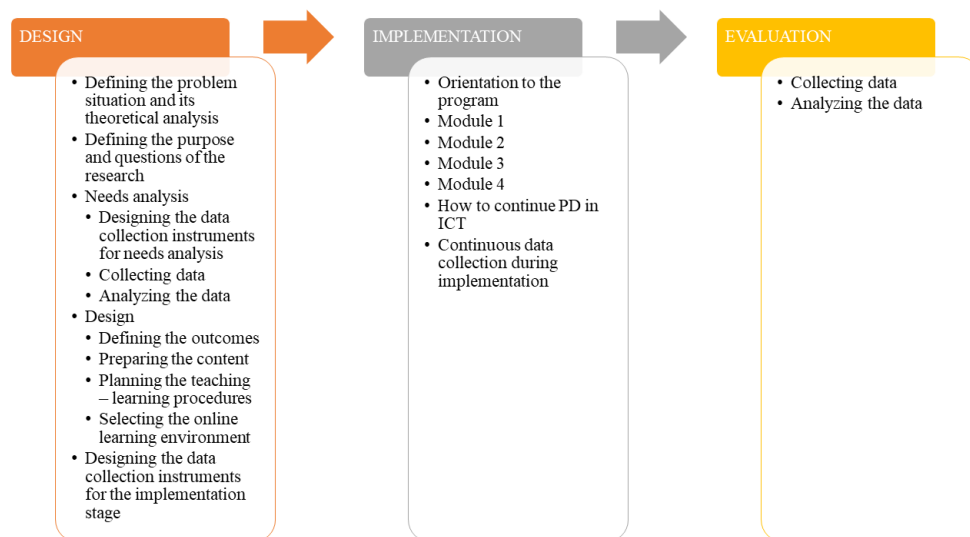 DESIGN
• Defining the problem
situation and its
theoretical analysis
• Defining the purpose
and questions of the
research
• Needs analysis
• Designing the data
collection instruments
for needs analysis
• Collecting data
• Analyzing the data
• Design
• Defining the outcomes
• Preparing the content
• Planning the teaching
– learning procedures
• Selecting the online
learning environment
• Designing the data
collection instruments
for the implementation
stage
IMPLEMENTATION
• Orientation to the
program
• Module 1
• Module 2
• Module 3
• Module 4
• How to continue PD in
ICT
• Continuous data
collection during
implementation
EVALUATION
• Collecting data
• Analyzing the data